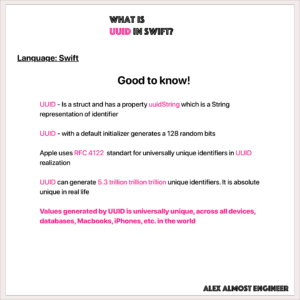 WHAT IS
UUID IN SWIFT?
Language: Swift
Good to know!
UUID - Is a struct and has a property uuidString which is a String
representation of identifier
UUID - with a default initializer generates a 128 random bits
Apple uses RFC 4122 standart for universally unique identifiers in UUID
realization
UUID can generate 5.3 trillion trillion trillion unique identifiers. It is absolute
unique in real life
Values generated by UUID is universally unique, across all devices,
databases, Macbooks, iPhones, etc. in the world
ALEX ALMOST ENGINEER